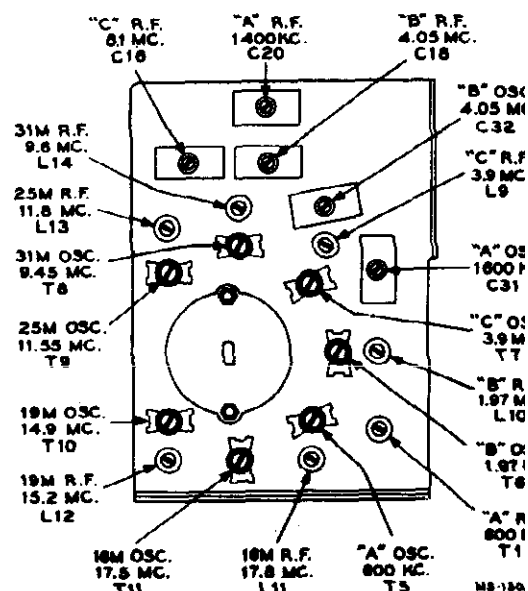 "C" R.F.
8.1 MC.
C16
"A" R.F.
1400 KC.
C20
"B" R.F.
4.05 MC.
C18
"B" OSC
4.05 M
C32
31M R.F.
9.6 MC.
L14
"C" R.F
3.9 MC
L9
25M R.F.
11.8 MC.
L13
31M OSC.
9.45 MC.
T8
"A" OS
1600 K
C31
25M OSC.
11.55 MC.
T9
"C" OS
3.9 M
T7
"B" R
1.97 M
L10
19M OSC.
14.9 MC.
T10
"B" O
1.97
T6
19M R.F.
15.2 MC.
L12
"A" R
600 K
T1
16M OSC.
17.5 MC.
T11
16M R.F.
17.8 MC.
L11
"A" OSC.
600 KC.
T5